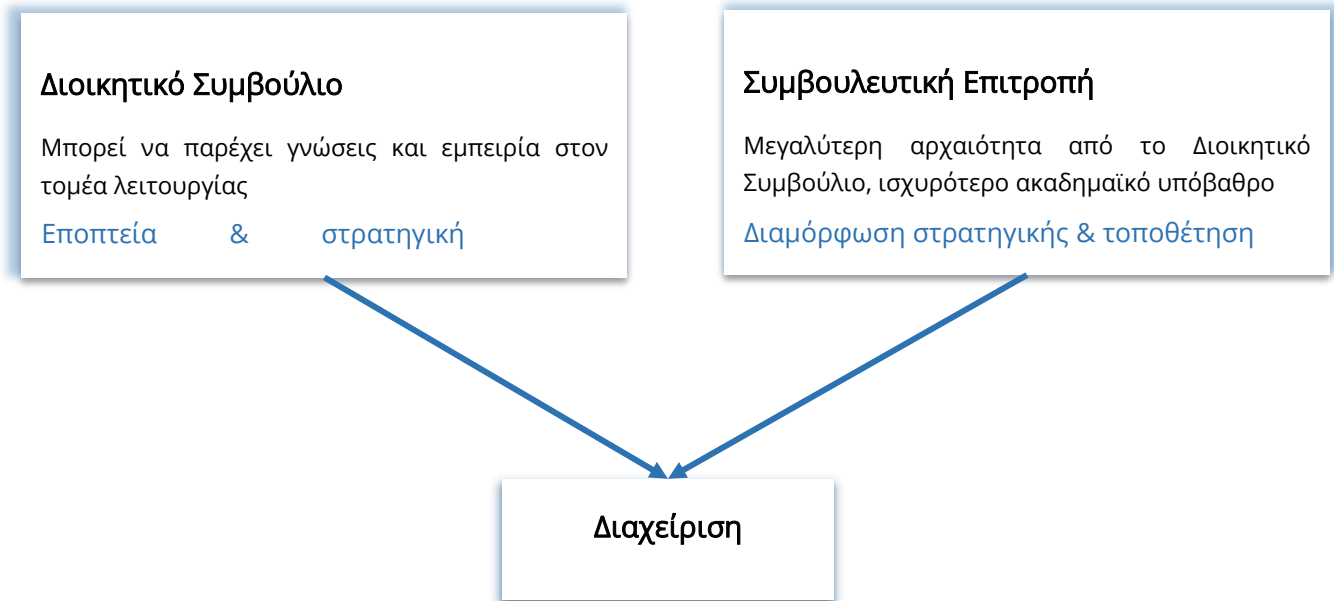 Διοικητικό Συμβούλιο
Μπορεί να παρέχει γνώσεις και εμπειρία στον
τομέα λειτουργίας
Εποπτεία & στρατηγική
Συμβουλευτική Επιτροπή
Μεγαλύτερη αρχαιότητα από το Διοικητικό
Συμβούλιο, ισχυρότερο ακαδημαϊκό υπόβαθρο
Διαμόρφωση στρατηγικής & τοποθέτηση
Διαχείριση